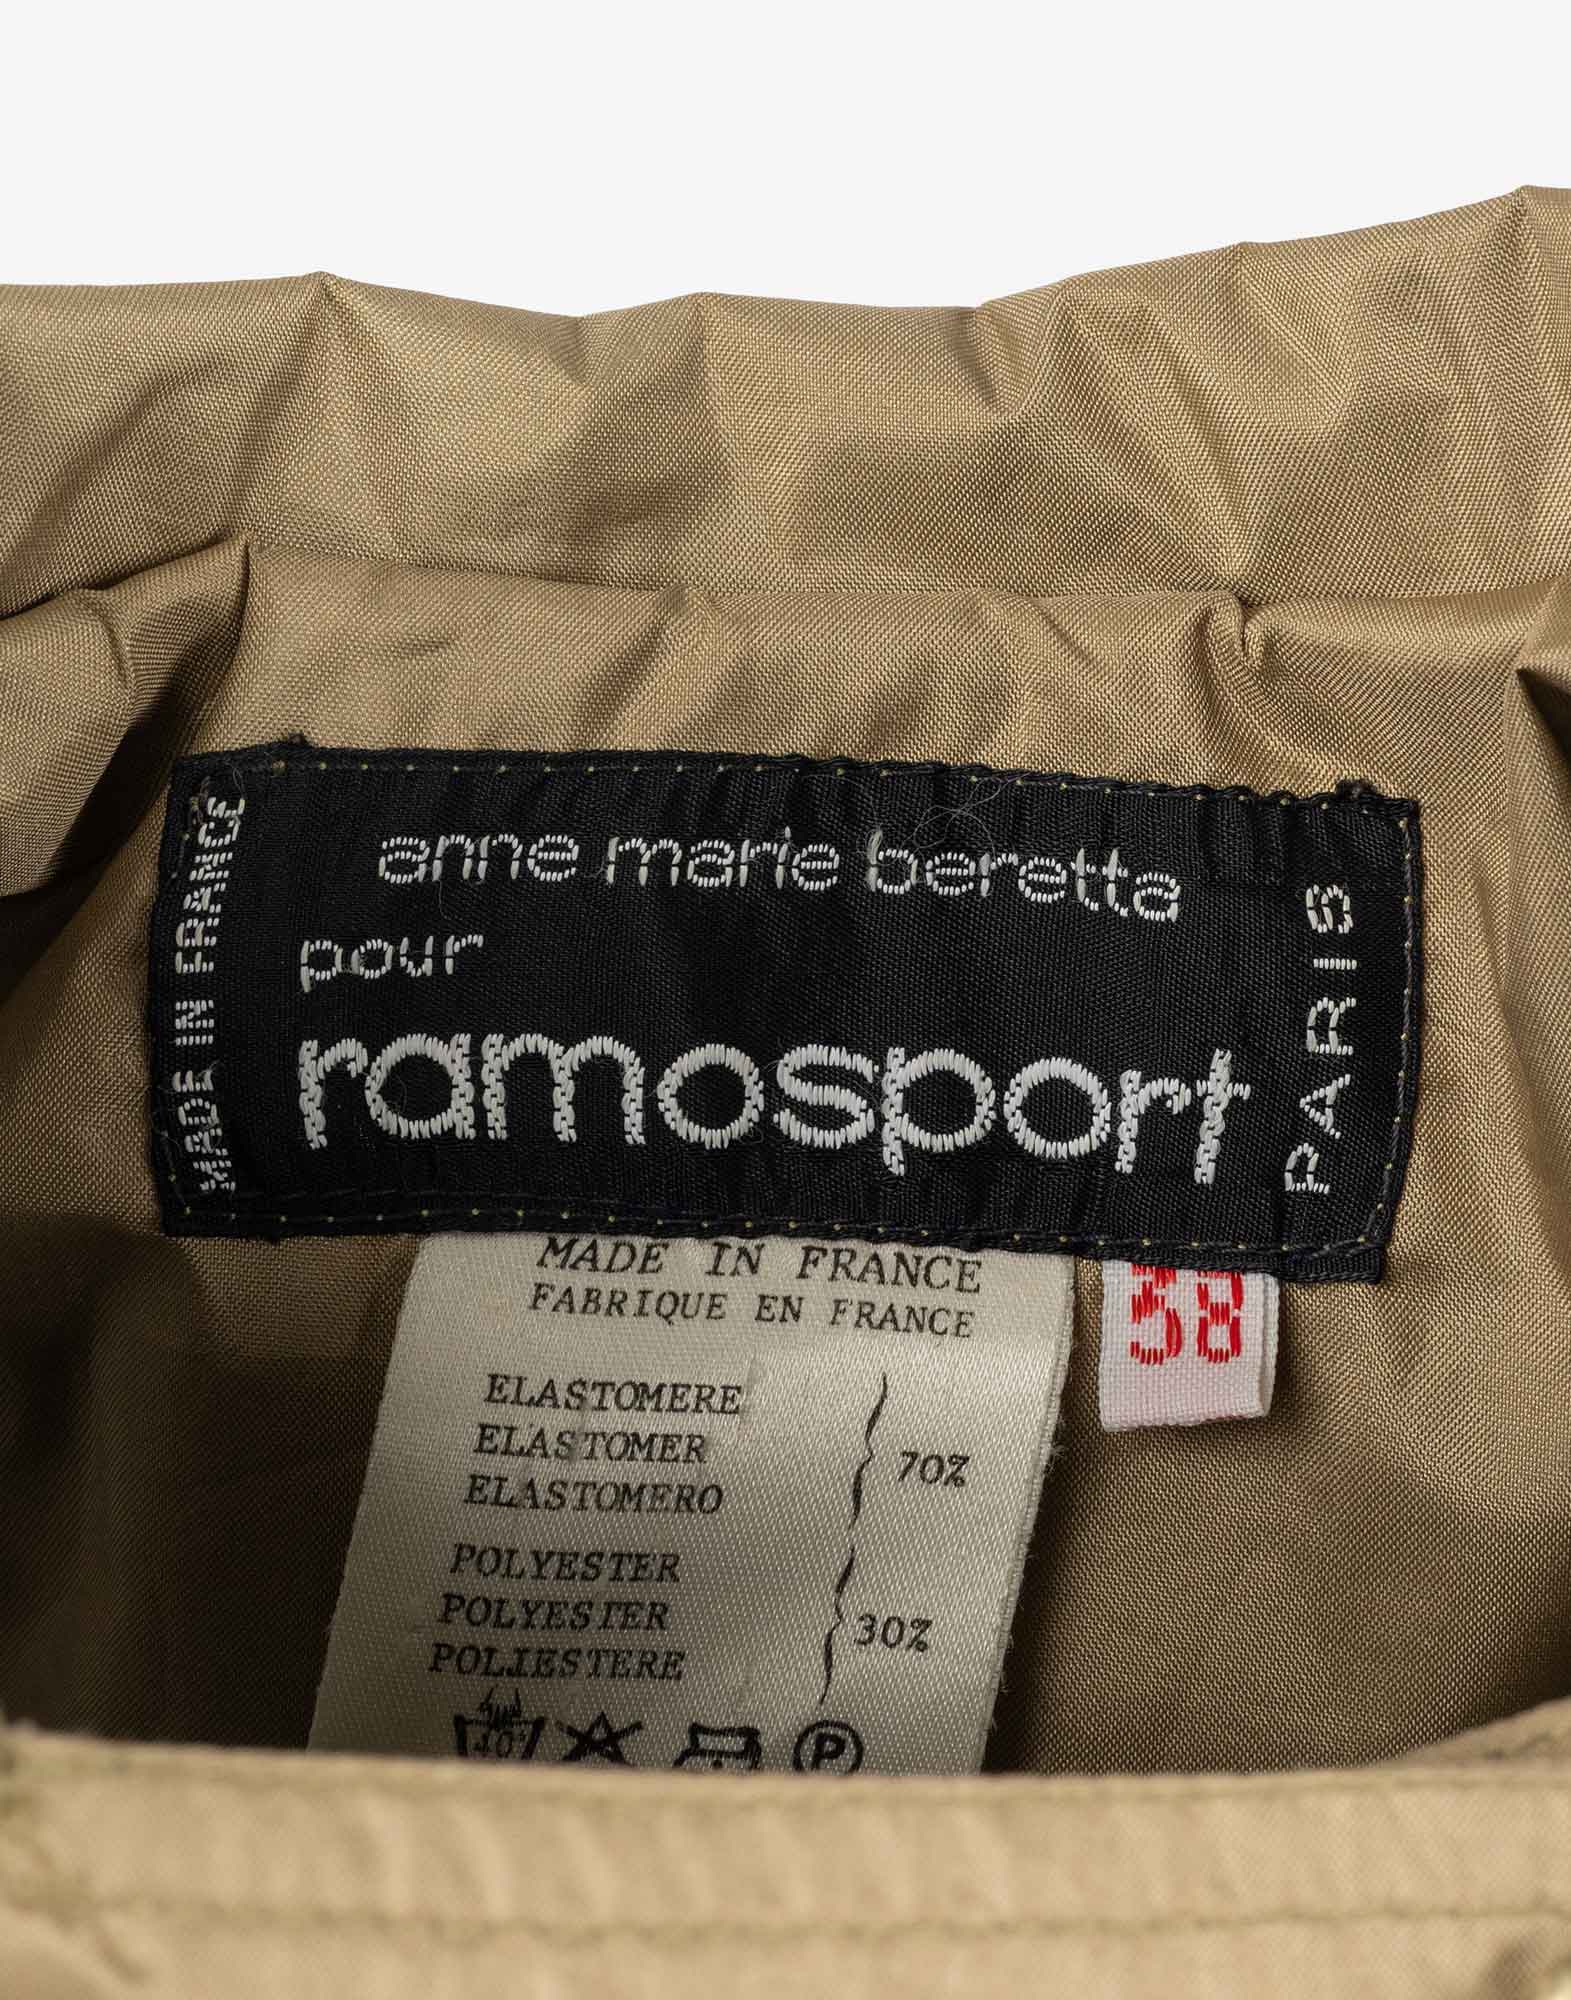 anne marie beretta
pour
ramosport
MADE IN FRANCE
PARIS
MADE IN FRANCE
FABRIQUE EN FRANCE
38
ELASTOMERE
ELASTOMER
ELASTOMERO
70%
POLYESTER
POLYESTER
POLIESTERE
30%
40°
P